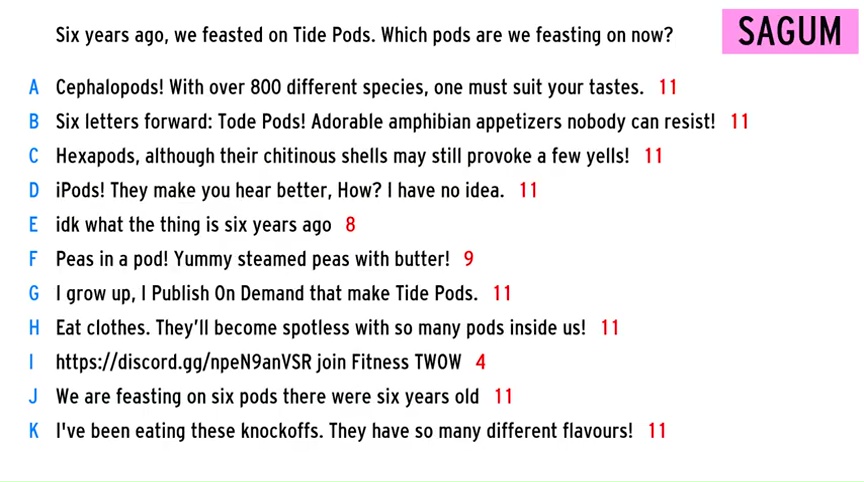 Six years ago, we feasted on Tide Pods. Which pods are we feasting on now?
SAGUM
A Cephalopods! With over 800 different species, one must suit your tastes. 11
B Six letters forward: Tode Pods! Adorable amphibian appetizers nobody can resist! 11
C Hexapods, although their chitinous shells may still provoke a few yells! 11
D iPods! They make you hear better, How? I have no idea. 11
E idk what the thing is six years ago 8
F Peas in a pod! Yummy steamed peas with butter! 9
G I grow up, I Publish On Demand that make Tide Pods. 11
H Eat clothes. They'll become spotless with so many pods inside us! 11
I https://discord.gg/npeN9anVSR join Fitness TWOW 4
J We are feasting on six pods there were six years old 11
K I've been eating these knockoffs. They have so many different flavours! 11